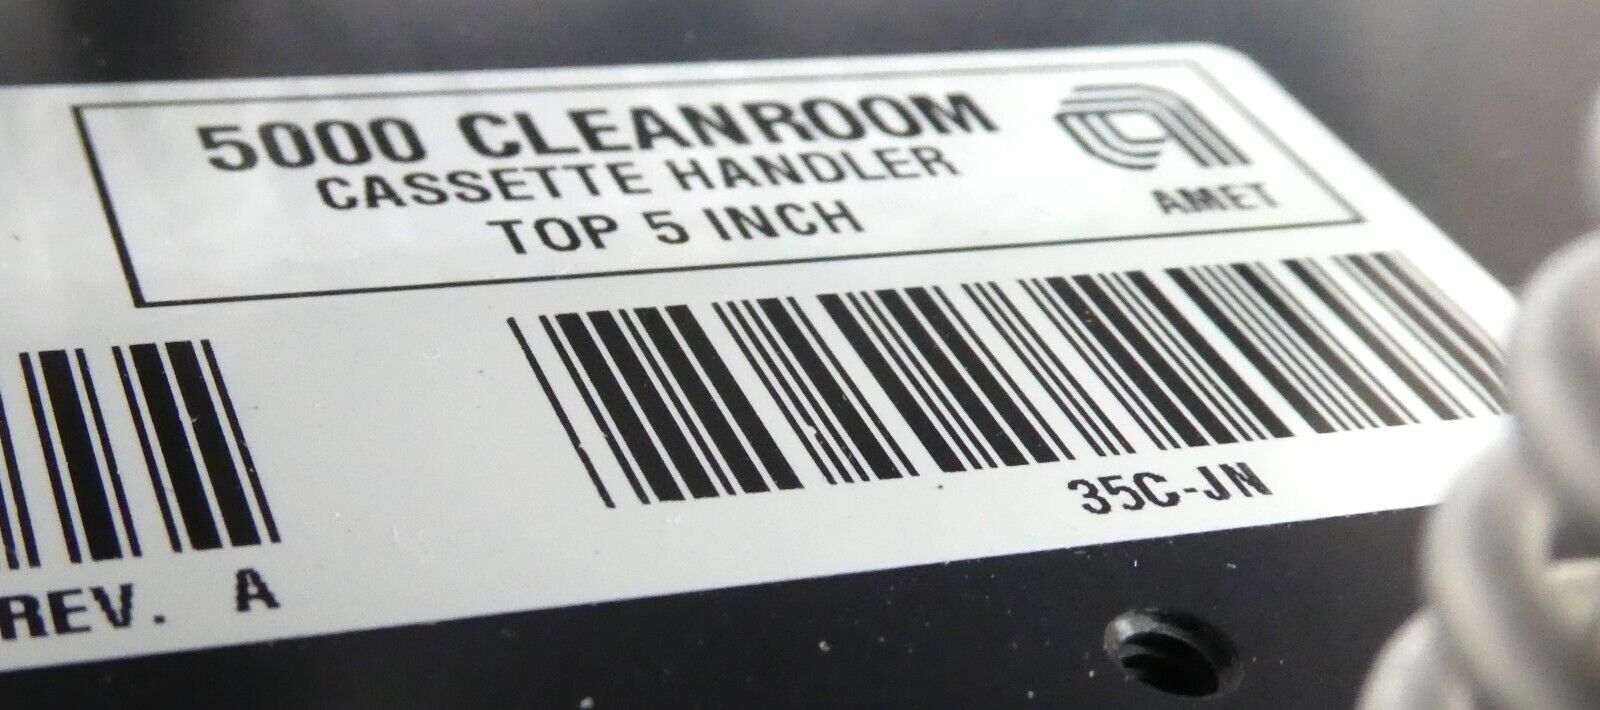 5000 CLEANROOM
CASSETTE HANDLER
TOP 5 INCH
AMET
35C-JN
REV. A